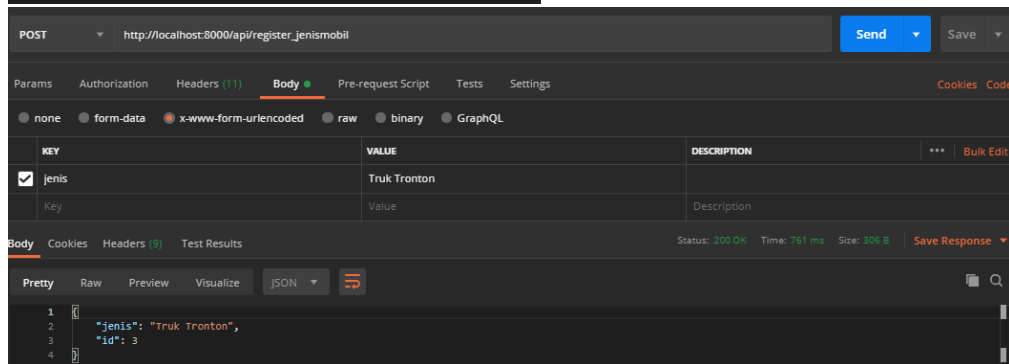 POST http://localhost:8000/api/register_jenismobil Send Save
Params Authorization Headers (11) Body Pre-request Script Tests Settings Cookies Code
none form-data x-www-form-urlencoded raw binary GraphQL
KEY VALUE DESCRIPTION ••• Bulk Edit
jenis Truk Tronton
Key Value Description
Body Cookies Headers (9) Test Results Status: 200 OK Time: 761 ms Size: 306 B Save Response
Pretty Raw Preview Visualize JSON
1 {
2 "jenis": "Truk Tronton",
3 "id": 3
4 }